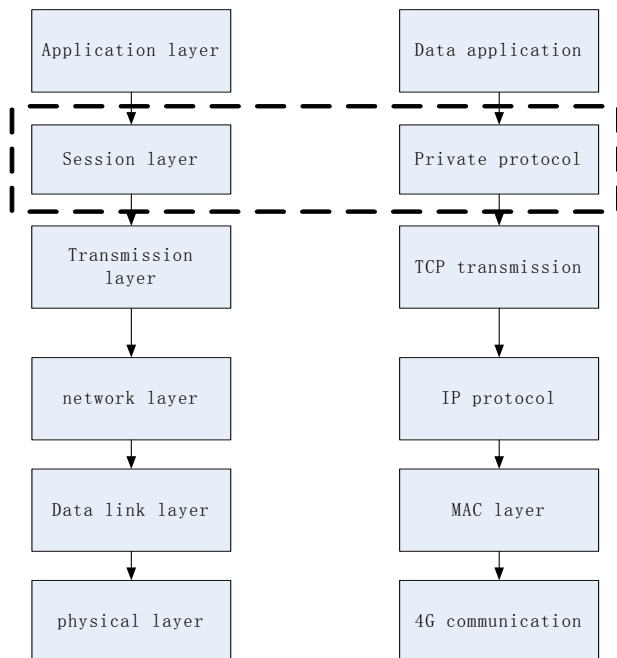 Application layer
Data application
Session layer
Private protocol
Transmission
layer
TCP transmission
network layer
IP protocol
Data link layer
MAC layer
physical layer
4G communication